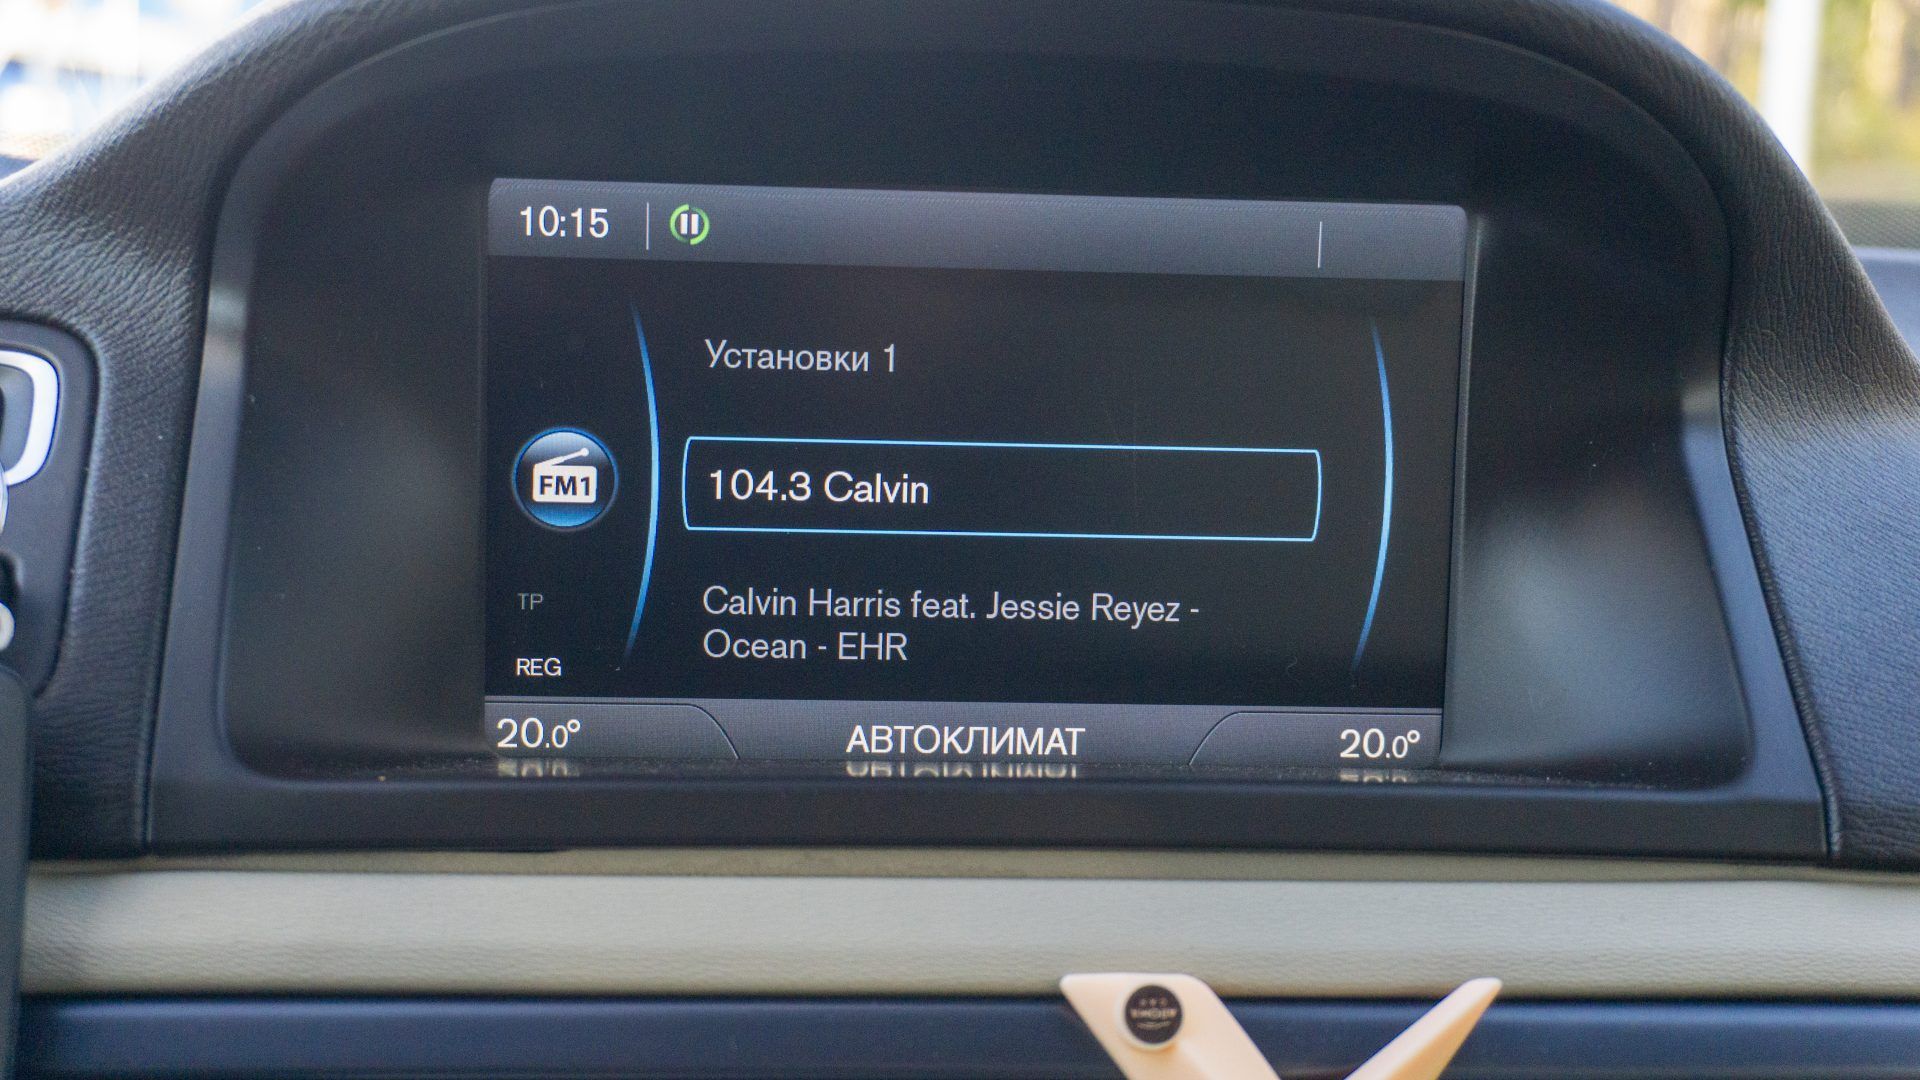 10:15
Установки 1
FM1
104.3 Calvin
TP
Calvin Harris feat. Jessie Reyez -
Ocean - EHR
REG
20.0°
АВТОКЛИМАТ
20.0°